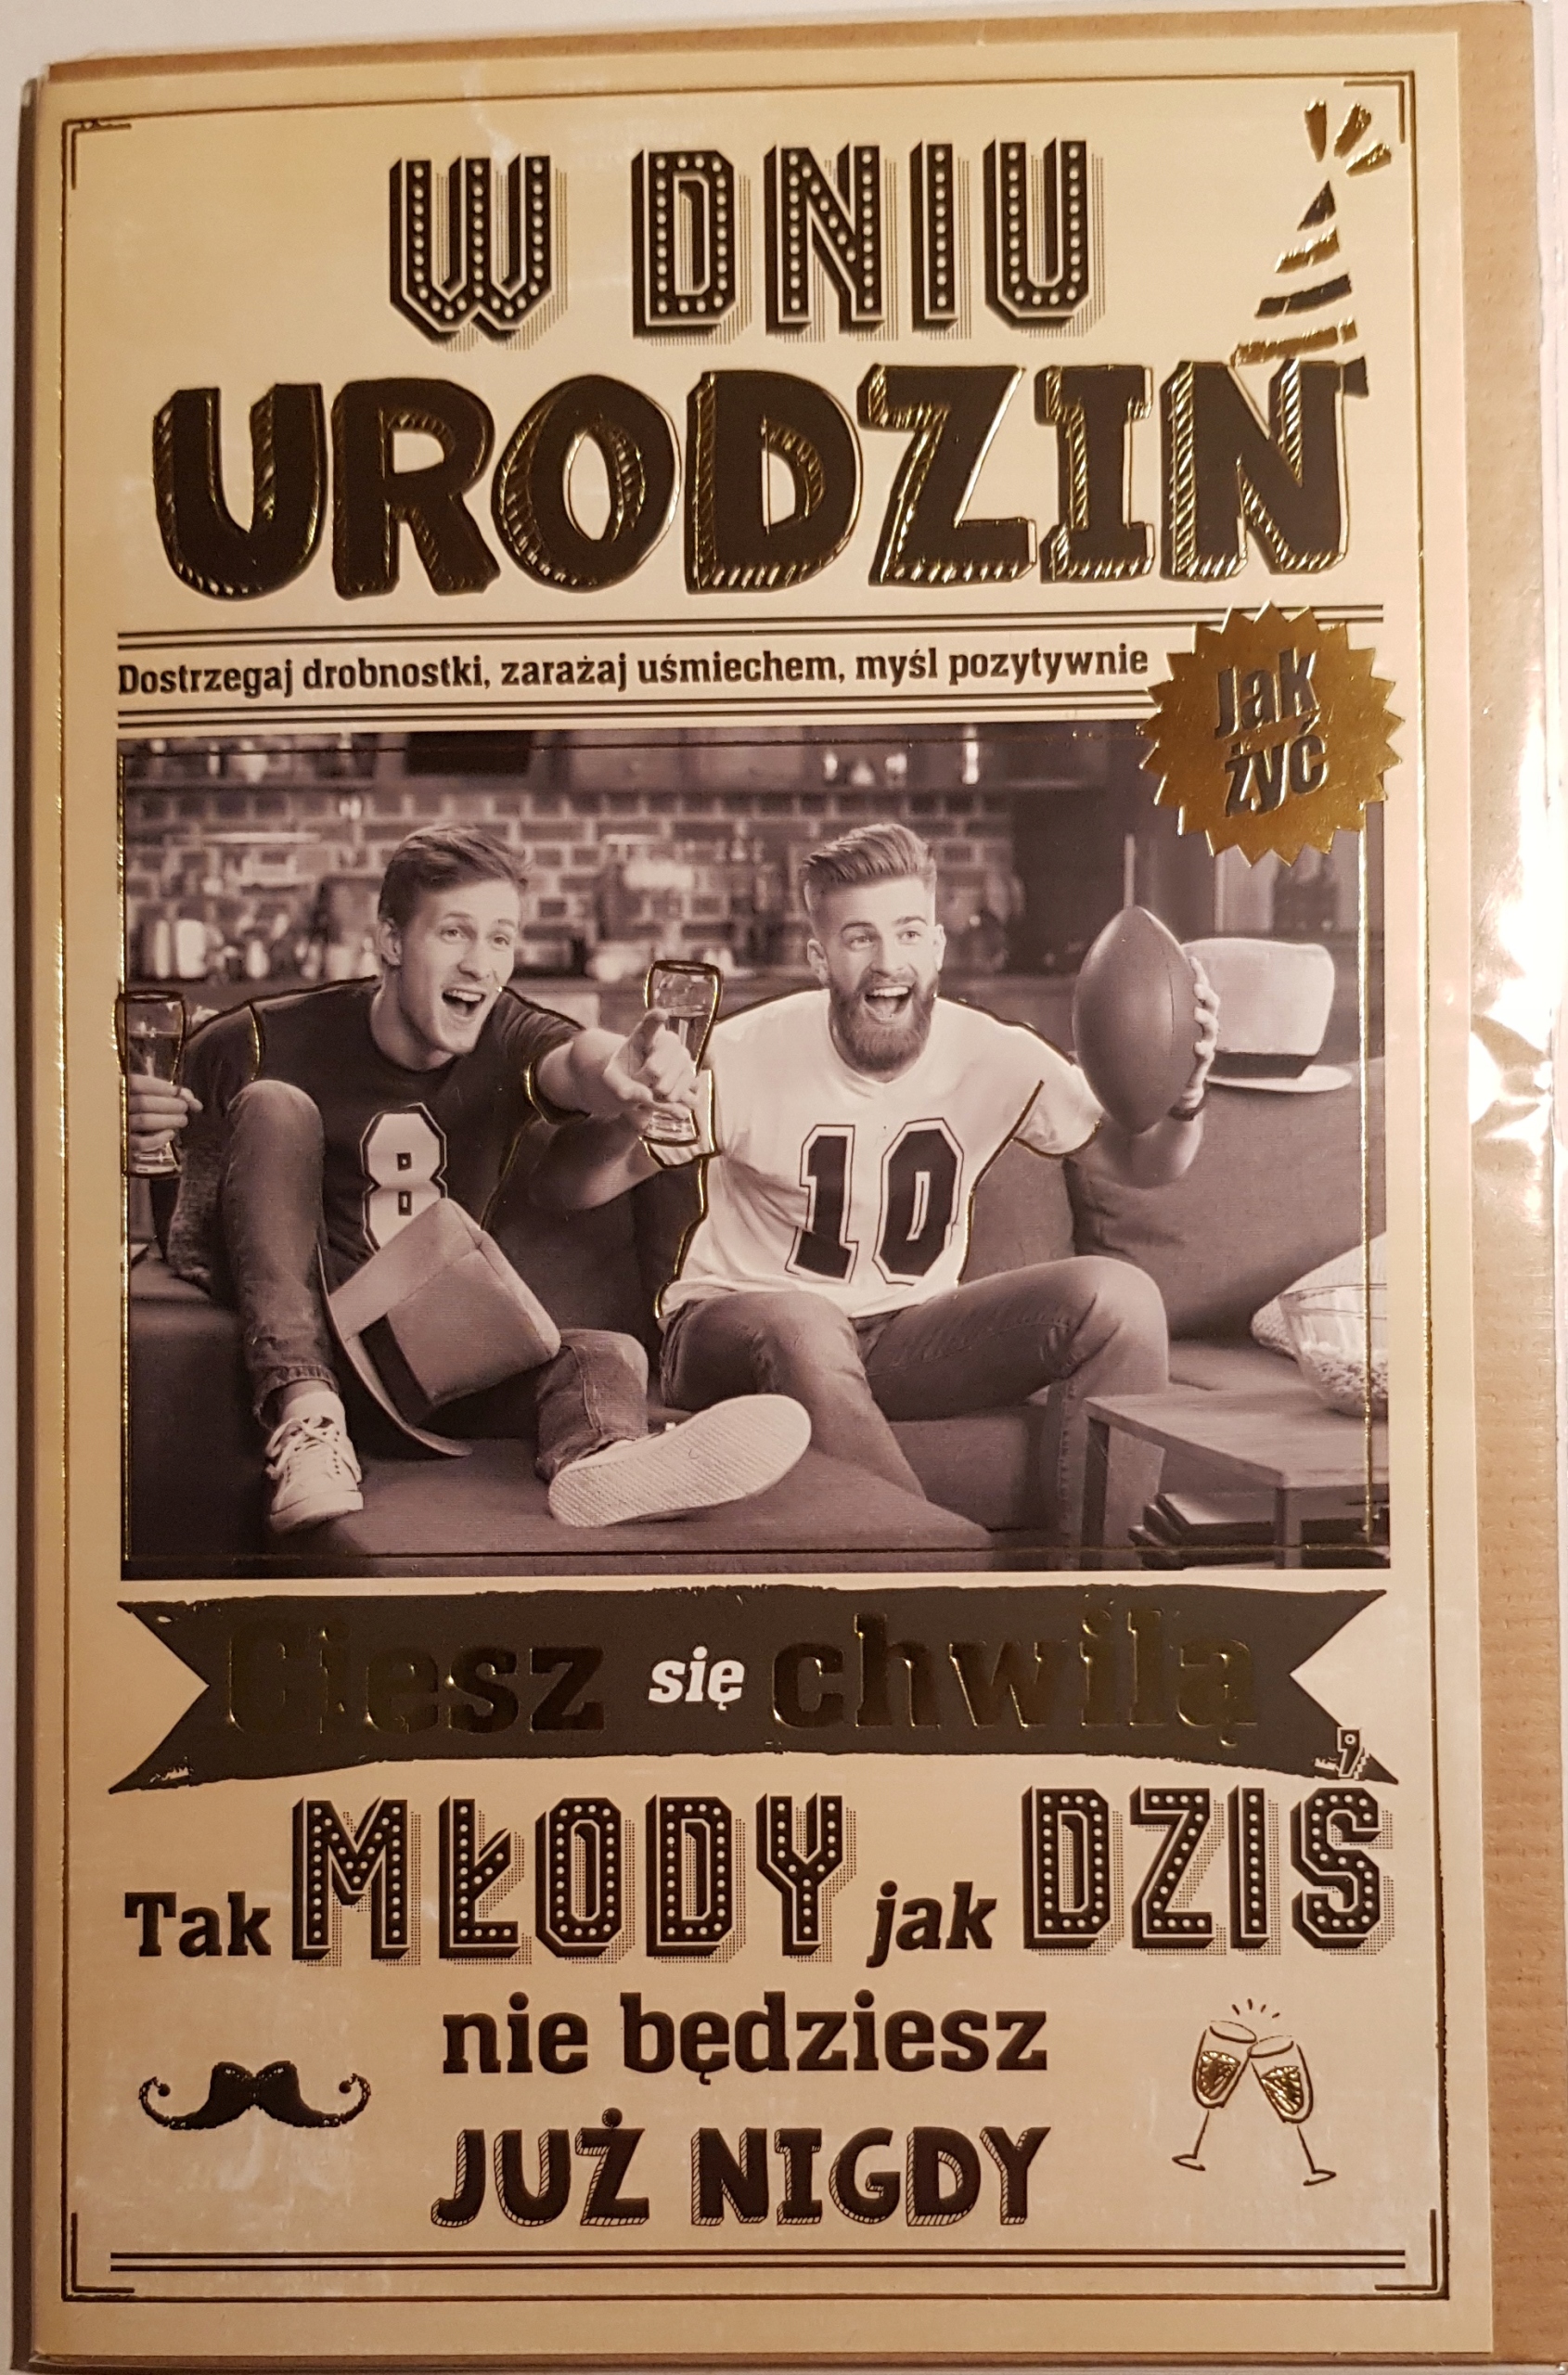 W DNIU
URODZIN
Dostrzegaj drobnostki, zarażaj uśmiechem, myśl pozytywnie
Jak
żyć
8
10
Ciesz się chwilą,
Tak MŁODY jak DZIŚ
nie będziesz
JUŻ NIGDY